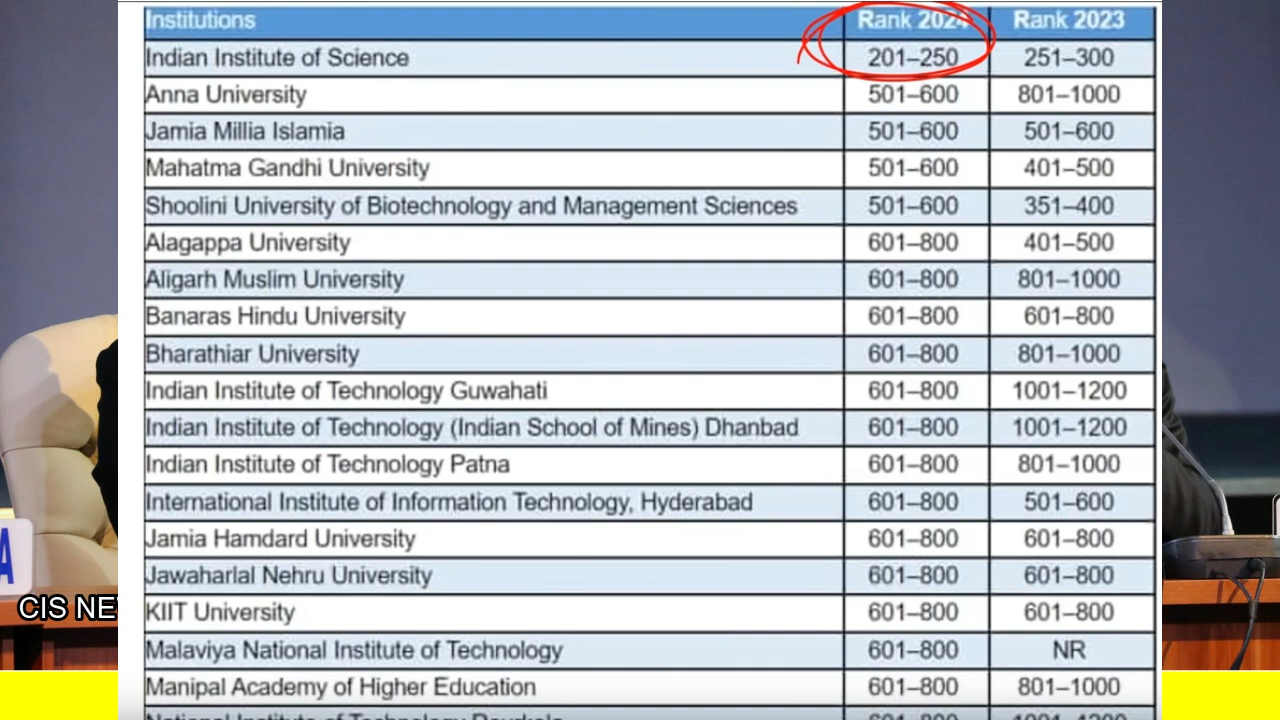 Institutions Rank 2024 Rank 2023
Indian Institute of Science 201–250 251–300
Anna University 501–600 801–1000
Jamia Millia Islamia 501–600 501–600
Mahatma Gandhi University 501–600 401–500
Shoolini University of Biotechnology and Management Sciences 501–600 351–400
Alagappa University 601–800 401–500
Aligarh Muslim University 601–800 801–1000
Banaras Hindu University 601–800 601–800
Bharathiar University 601–800 801–1000
Indian Institute of Technology Guwahati 601–800 1001–1200
Indian Institute of Technology (Indian School of Mines) Dhanbad 601–800 1001–1200
Indian Institute of Technology Patna 601–800 801–1000
International Institute of Information Technology, Hyderabad 601–800 501–600
Jamia Hamdard University 601–800 601–800
Jawaharlal Nehru University 601–800 601–800
KIIT University 601–800 601–800
Malaviya National Institute of Technology 601–800 NR
Manipal Academy of Higher Education 601–800 801–1000
A
CIS NE